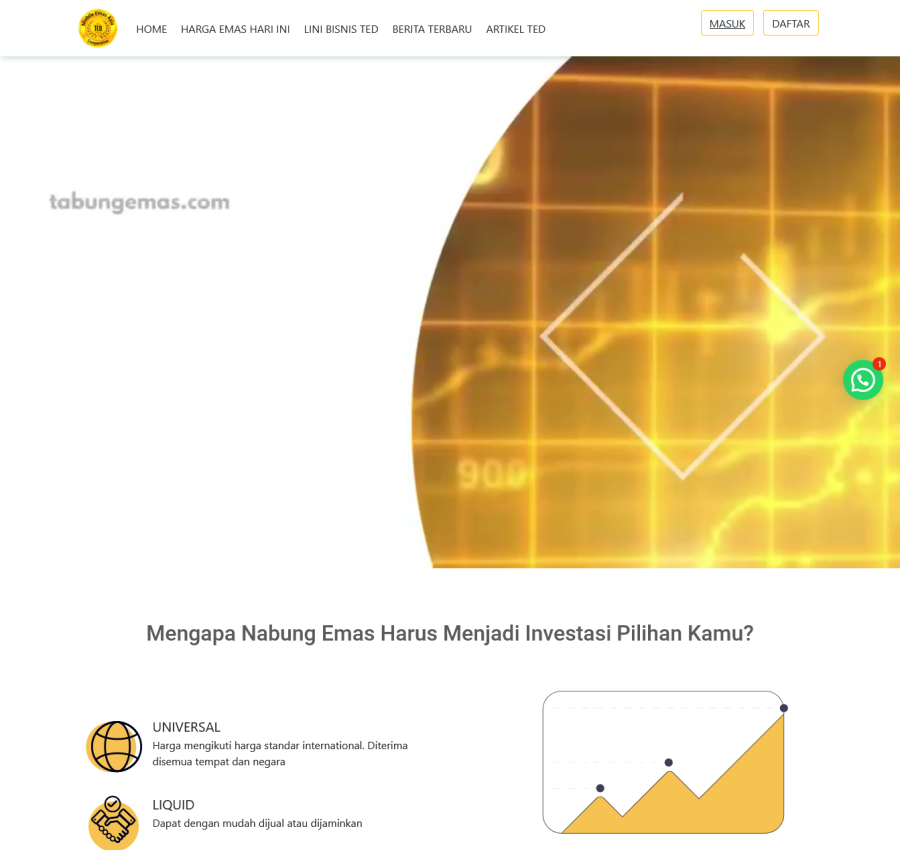 TED
HOME
HARGA EMAS HARI INI
LINI BISNIS TED
BERITA TERBARU
ARTIKEL TED
MASUK
DAFTAR
tabungemas.com
1
900
Mengapa Nabung Emas Harus Menjadi Investasi Pilihan Kamu?
UNIVERSAL
Harga mengikuti harga standar international. Diterima
disemua tempat dan negara
LIQUID
Dapat dengan mudah dijual atau dijaminkan